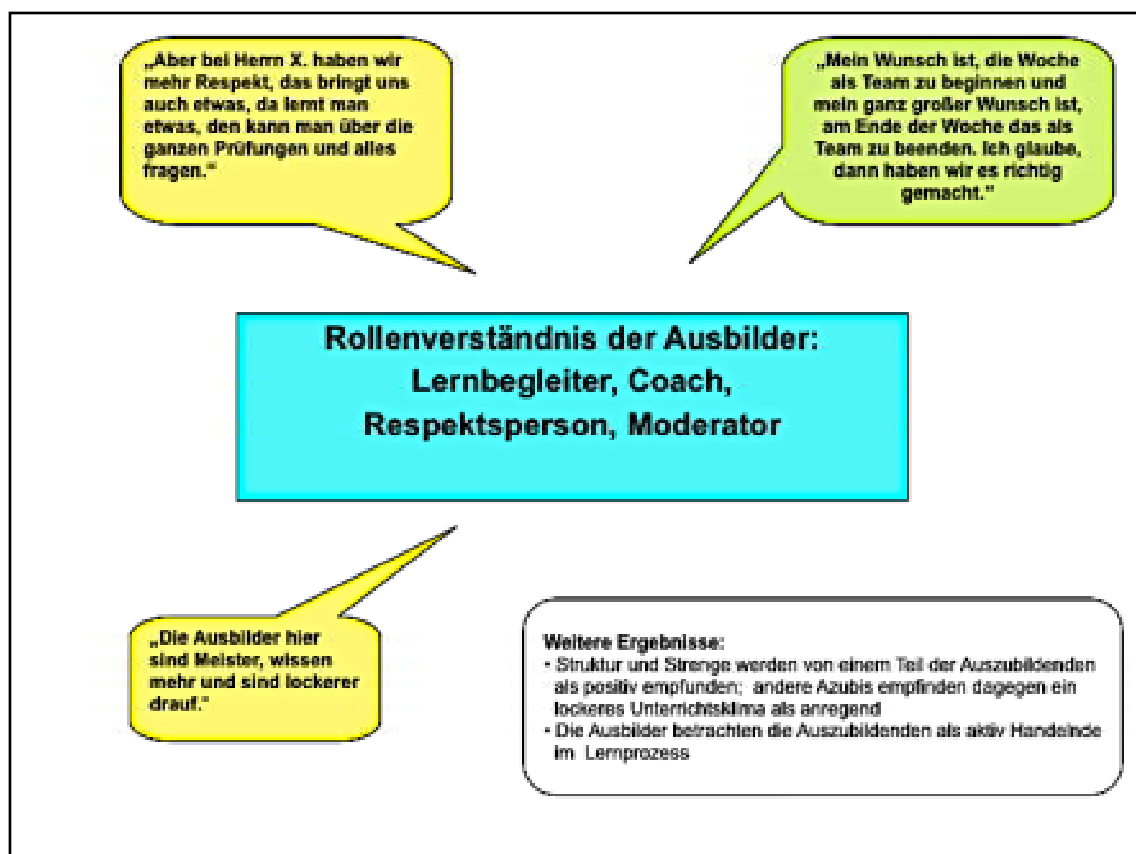 „Aber bei Herrn X. haben wir
mehr Respekt, das bringt uns
auch etwas, da lernt man
etwas, den kann man über die
ganzen Prüfungen und alles
fragen.“
„Mein Wunsch ist, die Woche
als Team zu beginnen und
mein ganz großer Wunsch ist,
am Ende der Woche das als
Team zu beenden. Ich glaube,
dann haben wir es richtig
gemacht.“
Rollenverständnis der Ausbilder:
Lernbegleiter, Coach,
Respektsperson, Moderator
„Die Ausbilder hier
sind Meister, wissen
mehr und sind lockerer
drauf.“
Weitere Ergebnisse:
• Struktur und Strenge werden von einem Teil der Auszubildenden
als positiv empfunden; andere Azubis empfinden dagegen ein
lockeres Unterrichtsklima als anregend
• Die Ausbilder betrachten die Auszubildenden als aktiv Handelnde
im Lernprozess